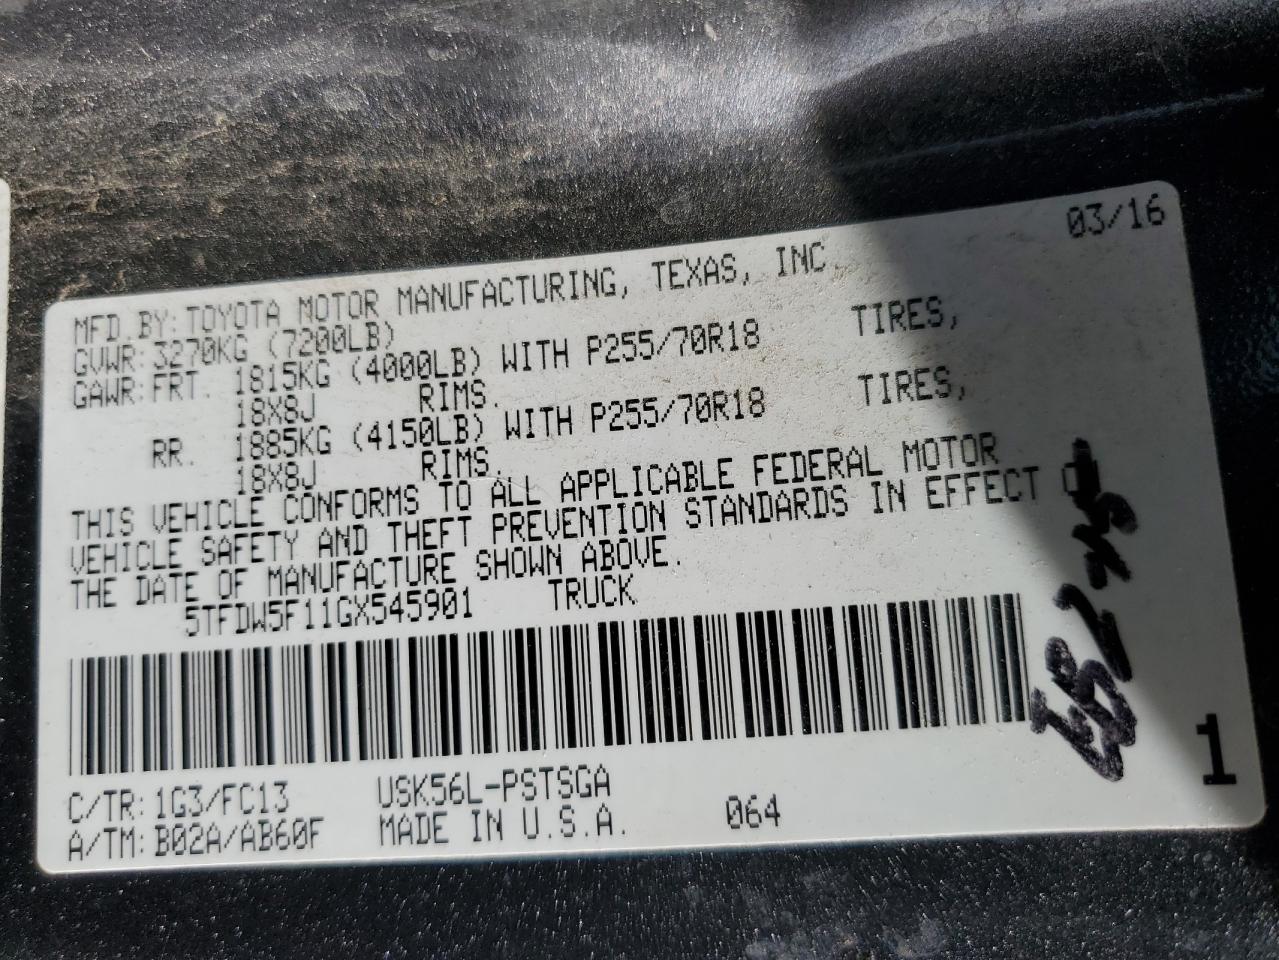 03/16
MFD.BY:TOYOTA MOTOR MANUFACTURING, TEXAS, INC
GVWR:3270KG (7200LB)
GAWR:FRT. 1815KG (4000LB) WITH P255/70R18 TIRES,
18X8J RIMS.
RR. 1885KG (4150LB) WITH P255/70R18 TIRES,
18X8J RIMS.
THIS VEHICLE CONFORMS TO ALL APPLICABLE FEDERAL MOTOR
VEHICLE SAFETY AND THEFT PREVENTION STANDARDS IN EFFECT
THE DATE OF MANUFACTURE SHOWN ABOVE.
5TFDW5F11GX545901 TRUCK
C/TR:1G3/FC13 USK56L-PSTSGA
A/TM:B02A/AB60F MADE IN U.S.A. 064
1